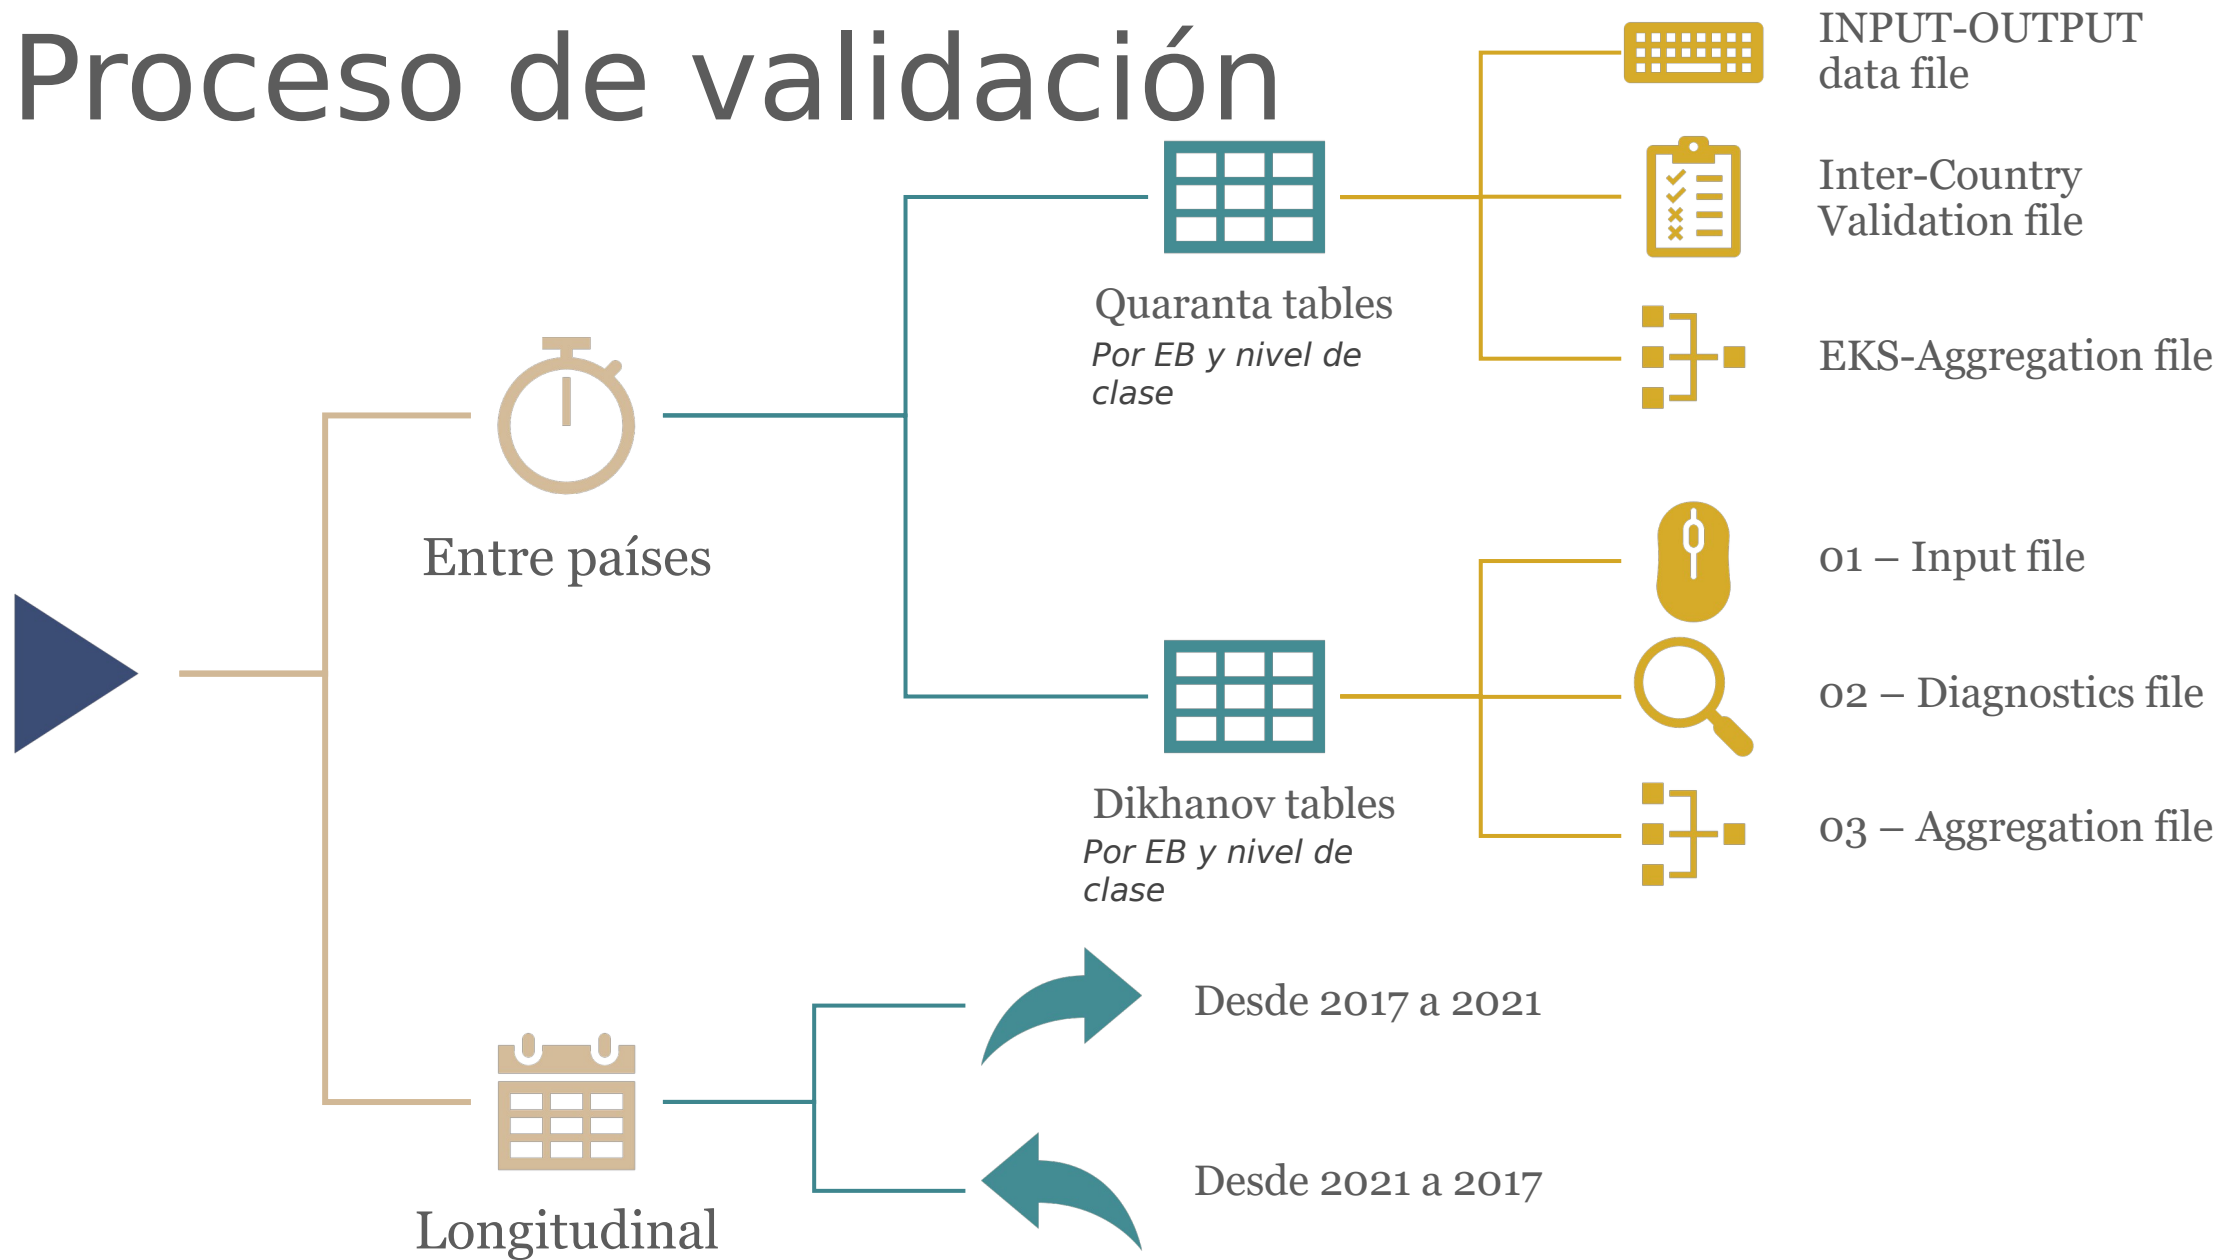 Proceso de validación
INPUT-OUTPUT
data file
Inter-Country
Validation file
Quaranta tables
Por EB y nivel de
clase
EKS-Aggregation file
Entre países
01 – Input file
02 – Diagnostics file
Dikhanov tables
Por EB y nivel de
clase
03 – Aggregation file
Desde 2017 a 2021
Desde 2021 a 2017
Longitudinal